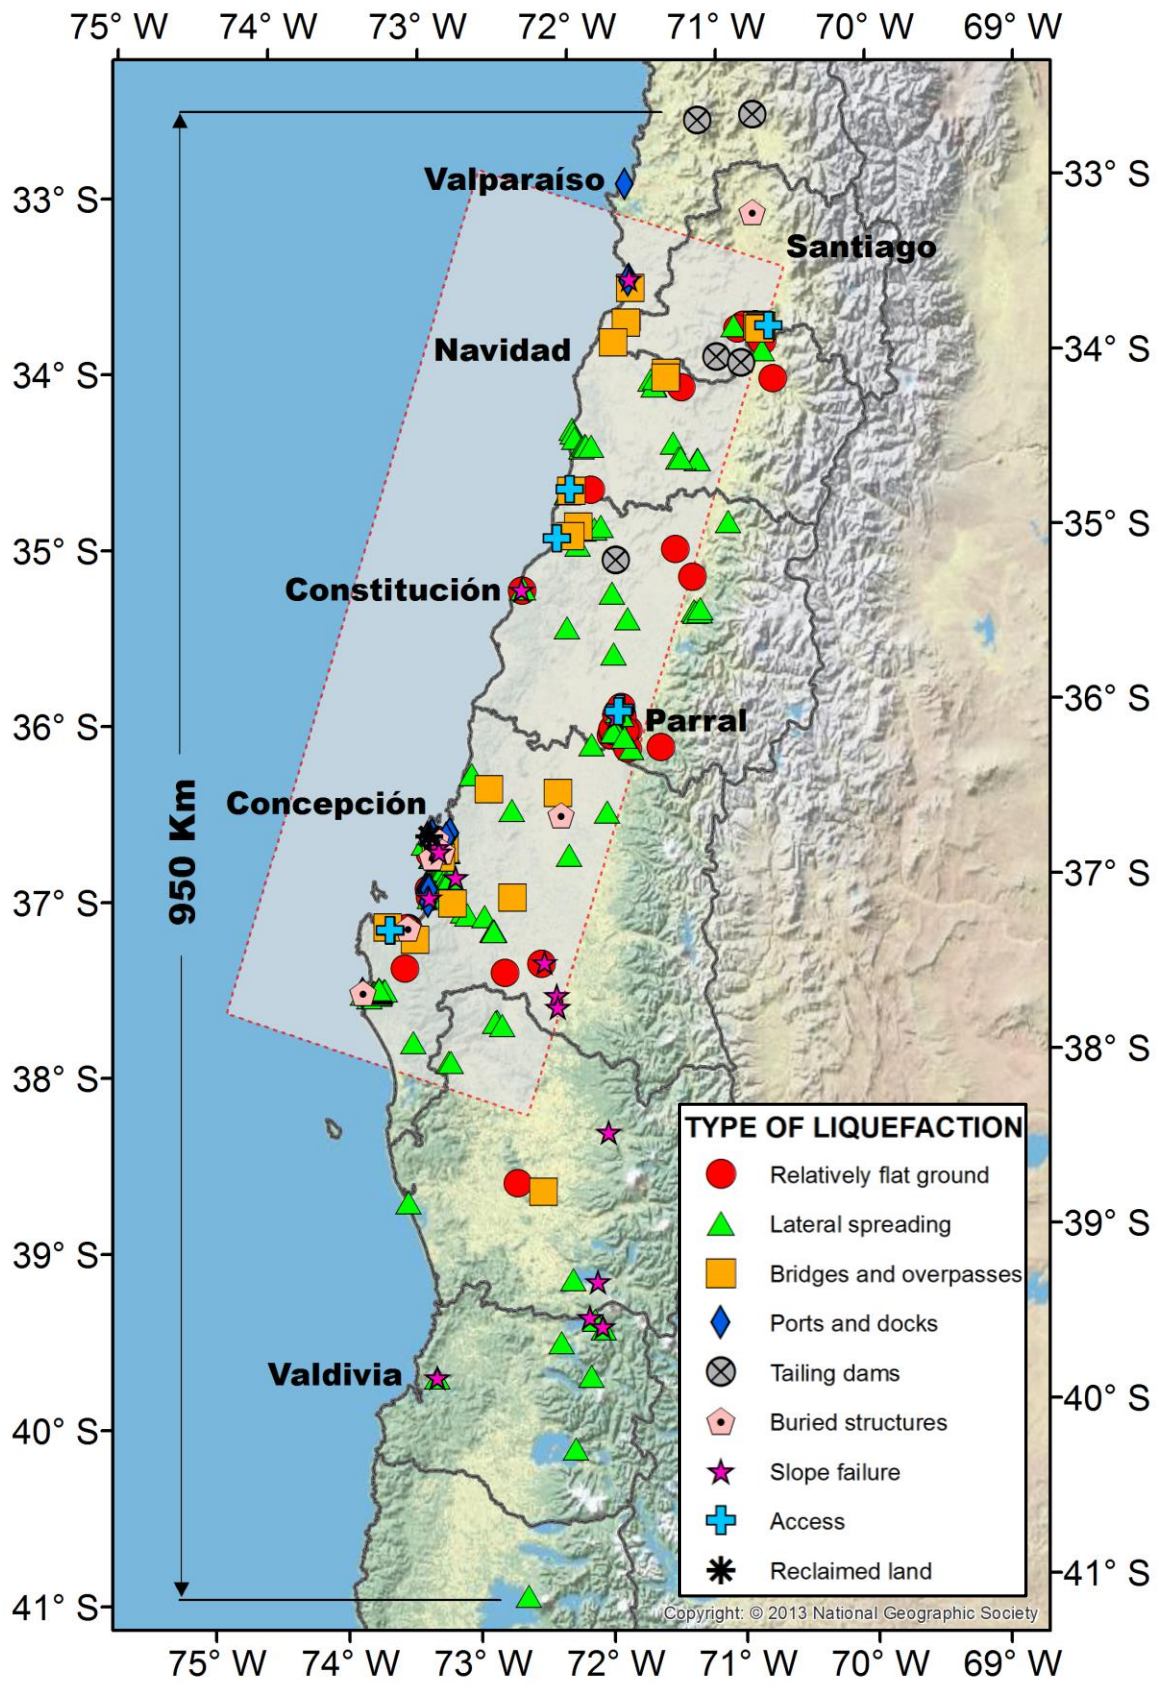 75° W 74° W 73° W 72° W 71° W 70° W 69° W
33° S
34° S
35° S
36° S
37° S
38° S
39° S
40° S
41° S
33° S
34° S
35° S
36° S
37° S
38° S
39° S
40° S
41° S
Valparaíso
Santiago
Navidad
Constitución
Parral
Concepción
950 Km
Valdivia
TYPE OF LIQUEFACTION
Relatively flat ground
Lateral spreading
Bridges and overpasses
Ports and docks
Tailing dams
Buried structures
Slope failure
Access
Reclaimed land
Copyright: © 2013 National Geographic Society
75° W 74° W 73° W 72° W 71° W 70° W 69° W